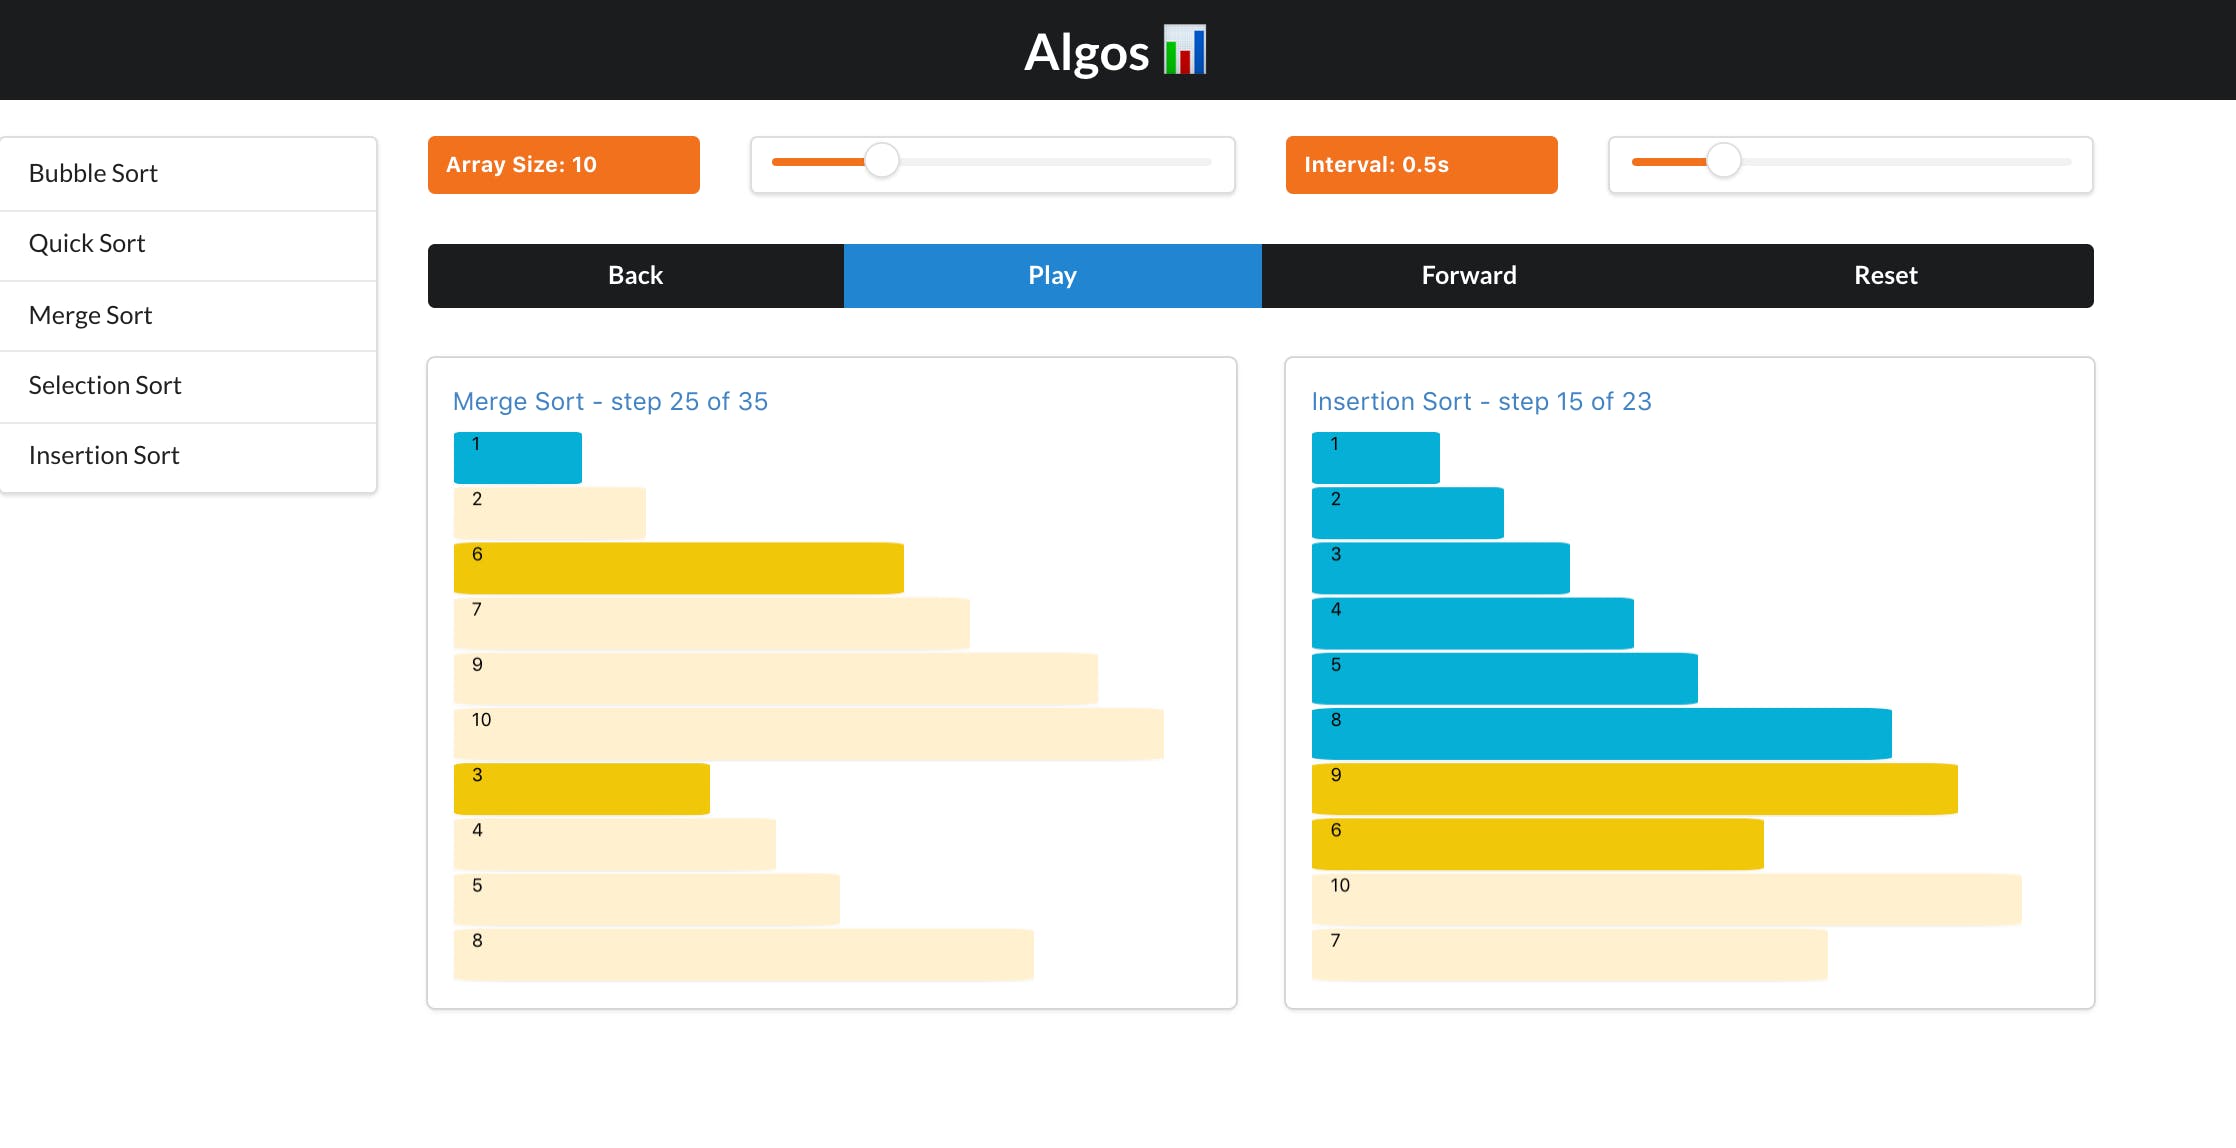 Algos 📊
Bubble Sort
Quick Sort
Merge Sort
Selection Sort
Insertion Sort
Array Size: 10
Interval: 0.5s
Back Play Forward Reset
Merge Sort - step 25 of 35
1
2
6
7
9
10
3
4
5
8
Insertion Sort - step 15 of 23
1
2
3
4
5
8
9
6
10
7